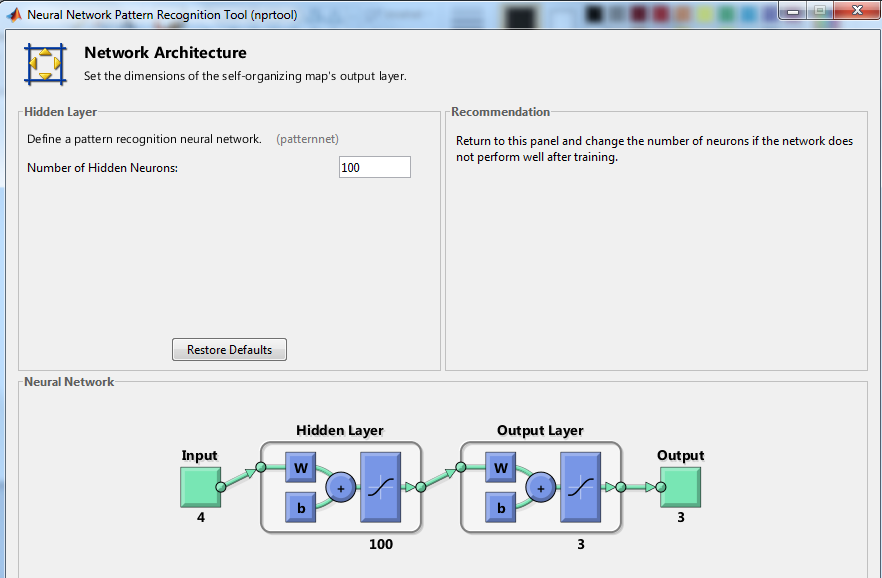 Neural Network Pattern Recognition Tool (nprtool)
Network Architecture
Set the dimensions of the self-organizing map's output layer.
Hidden Layer
Define a pattern recognition neural network. (patternnet)
Number of Hidden Neurons: 100
Restore Defaults
Recommendation
Return to this panel and change the number of neurons if the network does
not perform well after training.
Neural Network
Hidden Layer
Output Layer
Input
Output
W
W
+
+
b
b
4
3
100
3